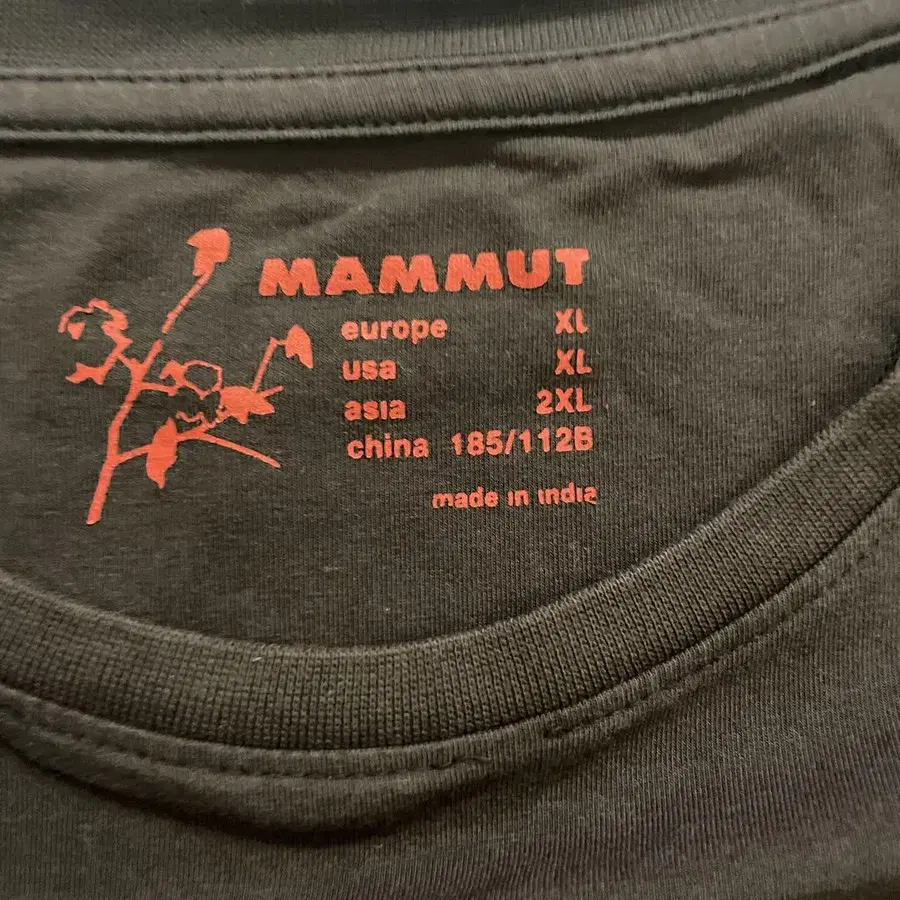 MAMMUT
europe XL
usa XL
asia 2XL
china 185/112B
made in india